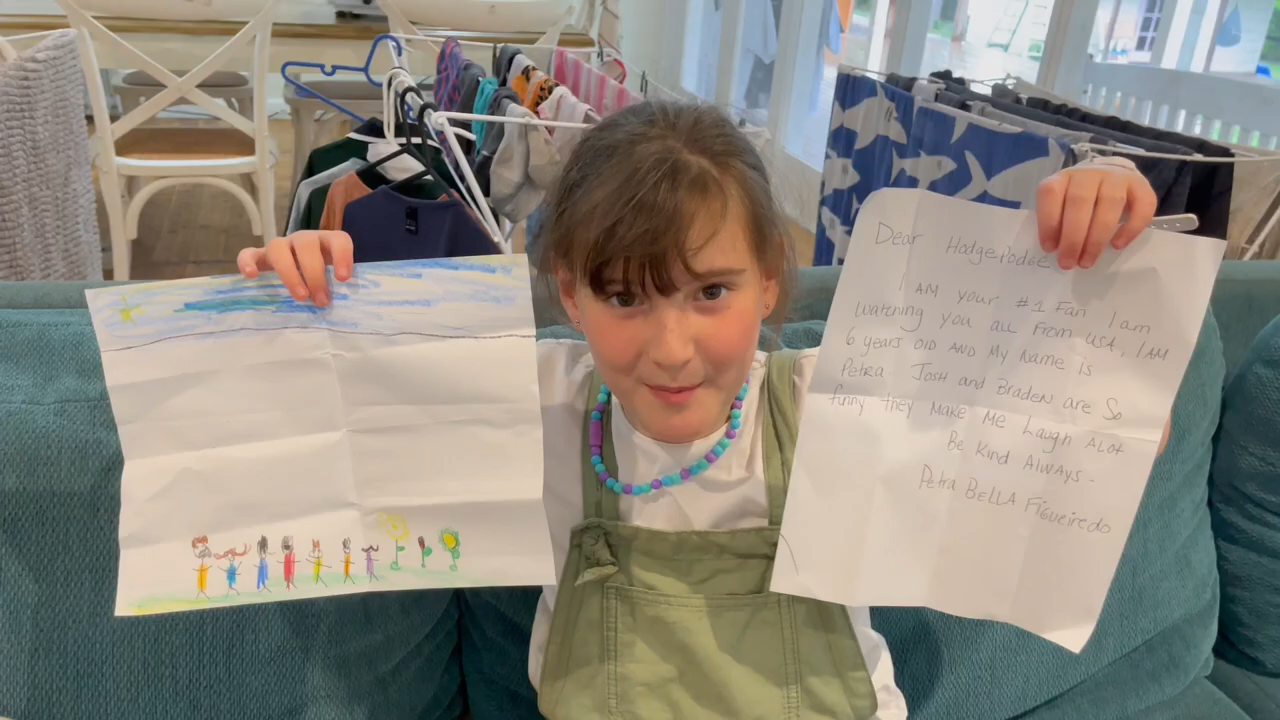 Dear HodgePodge
I AM your #1 Fan I am
watching you all From USA. I AM
6 years OlD AND My Name is
Petra. Josh and Braden are So
funny they Make Me Laugh ALot
Be Kind Always-
Petra BELLA Figueiredo